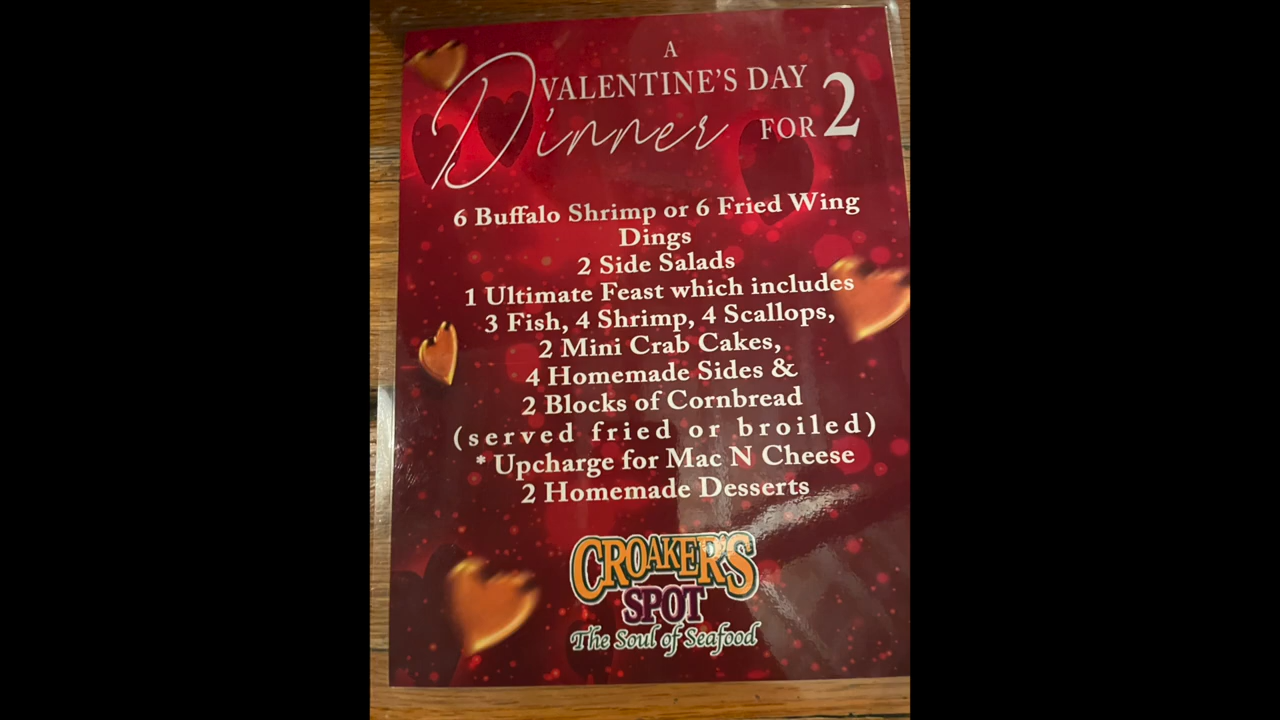 A
VALENTINE'S DAY
Dinner FOR 2
6 Buffalo Shrimp or 6 Fried Wing
Dings
2 Side Salads
1 Ultimate Feast which includes
3 Fish, 4 Shrimp, 4 Scallops,
2 Mini Crab Cakes,
4 Homemade Sides &
2 Blocks of Cornbread
(served fried or broiled)
* Upcharge for Mac N Cheese
2 Homemade Desserts
CROAKER'S
SPOT
The Soul of Seafood